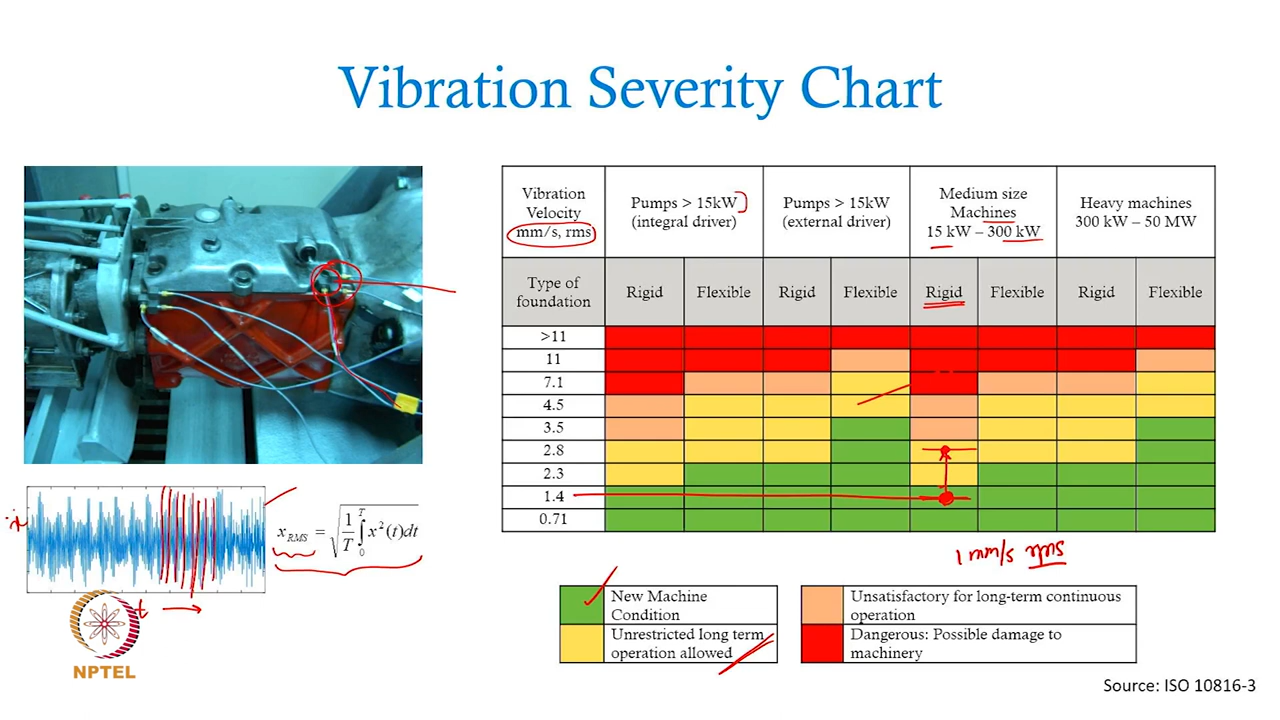 Vibration Severity Chart
Vibration
Velocity
mm/s, rms
Pumps > 15kW
(integral driver)
Pumps > 15kW
(external driver)
Medium size
Machines
15 kW – 300 kW
Heavy machines
300 kW – 50 MW
Type of
foundation
Rigid
Flexible
Rigid
Flexible
Rigid
Flexible
Rigid
Flexible
>11
11
7.1
4.5
3.5
2.8
2.3
1.4
0.71
ẋ
t
x_RMS = √(1/T ∫₀ᵀ x²(t)dt)
1 mm/s rms
New Machine
Condition
Unrestricted long term
operation allowed
Unsatisfactory for long-term continuous
operation
Dangerous: Possible damage to
machinery
NPTEL
Source: ISO 10816-3